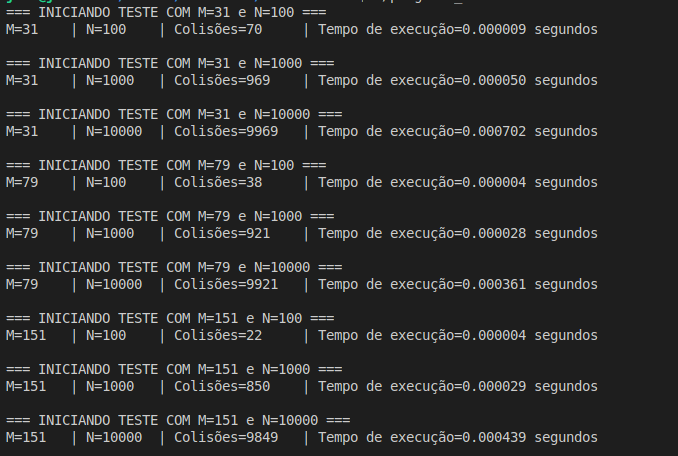 === INICIANDO TESTE COM M=31 e N=100 ===
M=31    | N=100    | Colisões=70     | Tempo de execução=0.000009 segundos
=== INICIANDO TESTE COM M=31 e N=1000 ===
M=31    | N=1000   | Colisões=969    | Tempo de execução=0.000050 segundos
=== INICIANDO TESTE COM M=31 e N=10000 ===
M=31    | N=10000  | Colisões=9969   | Tempo de execução=0.000702 segundos
=== INICIANDO TESTE COM M=79 e N=100 ===
M=79    | N=100    | Colisões=38     | Tempo de execução=0.000004 segundos
=== INICIANDO TESTE COM M=79 e N=1000 ===
M=79    | N=1000   | Colisões=921    | Tempo de execução=0.000028 segundos
=== INICIANDO TESTE COM M=79 e N=10000 ===
M=79    | N=10000  | Colisões=9921   | Tempo de execução=0.000361 segundos
=== INICIANDO TESTE COM M=151 e N=100 ===
M=151   | N=100    | Colisões=22     | Tempo de execução=0.000004 segundos
=== INICIANDO TESTE COM M=151 e N=1000 ===
M=151   | N=1000   | Colisões=850    | Tempo de execução=0.000029 segundos
=== INICIANDO TESTE COM M=151 e N=10000 ===
M=151   | N=10000  | Colisões=9849   | Tempo de execução=0.000439 segundos